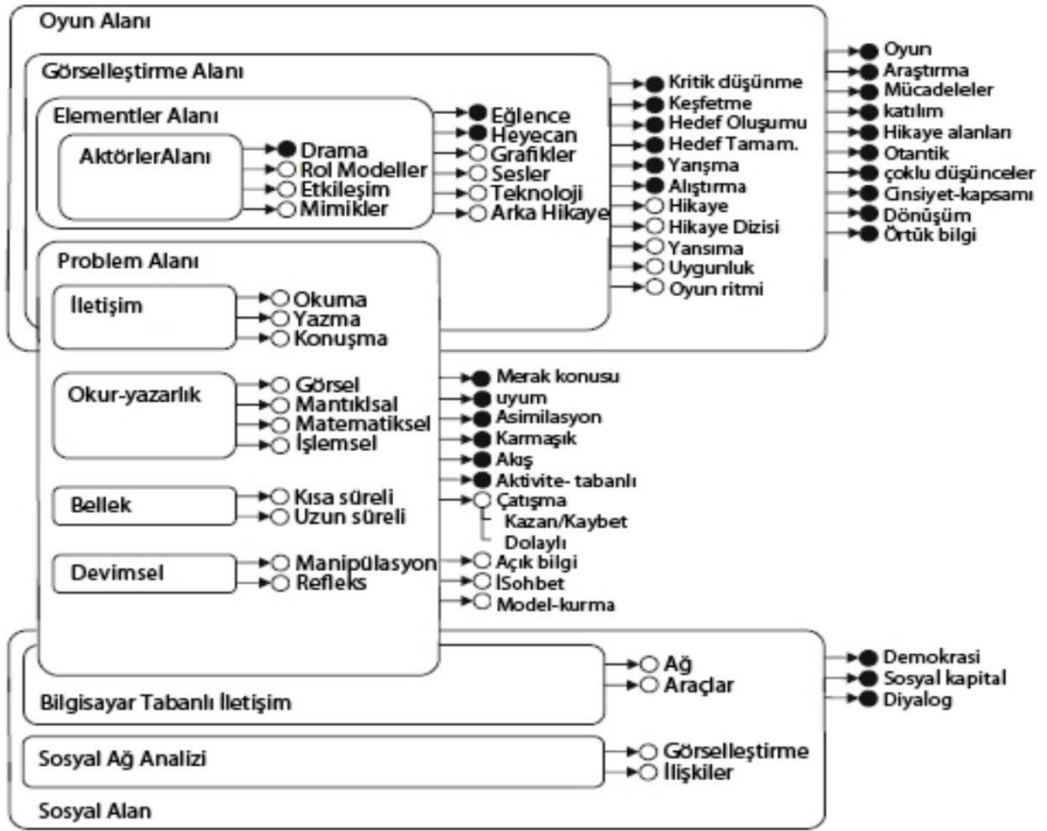 Oyun Alanı
Görselleştirme Alanı
Elementler Alanı
AktörlerAlanı
Drama
Rol Modeller
Etkileşim
Mimikler
Eğlence
Heyecan
Grafikler
Sesler
Teknoloji
Arka Hikaye
Kritik düşünme
Keşfetme
Hedef Oluşumu
Hedef Tamam.
Yarışma
Alıştırma
Hikaye
Hikaye Dizisi
Yansıma
Uygunluk
Oyun ritmi
Oyun
Araştırma
Mücadeleler
katılım
Hikaye alanları
Otantik
çoklu düşünceler
Cinsiyet-kapsamı
Dönüşüm
Örtük bilgi
Problem Alanı
İletişim
Okuma
Yazma
Konuşma
Okur-yazarlık
Görsel
Mantıklsal
Matematiksel
İşlemsel
Bellek
Kısa süreli
Uzun süreli
Devimsel
Manipülasyon
Refleks
Merak konusu
uyum
Asimilasyon
Karmaşık
Akış
Aktivite- tabanlı
Çatışma
Kazan/Kaybet
Dolaylı
Açık bilgi
İSohbet
Model-kurma
Bilgisayar Tabanlı İletişim
Ağ
Araçlar
Sosyal Ağ Analizi
Görselleştirme
İlişkiler
Sosyal Alan
Demokrasi
Sosyal kapital
Diyalog